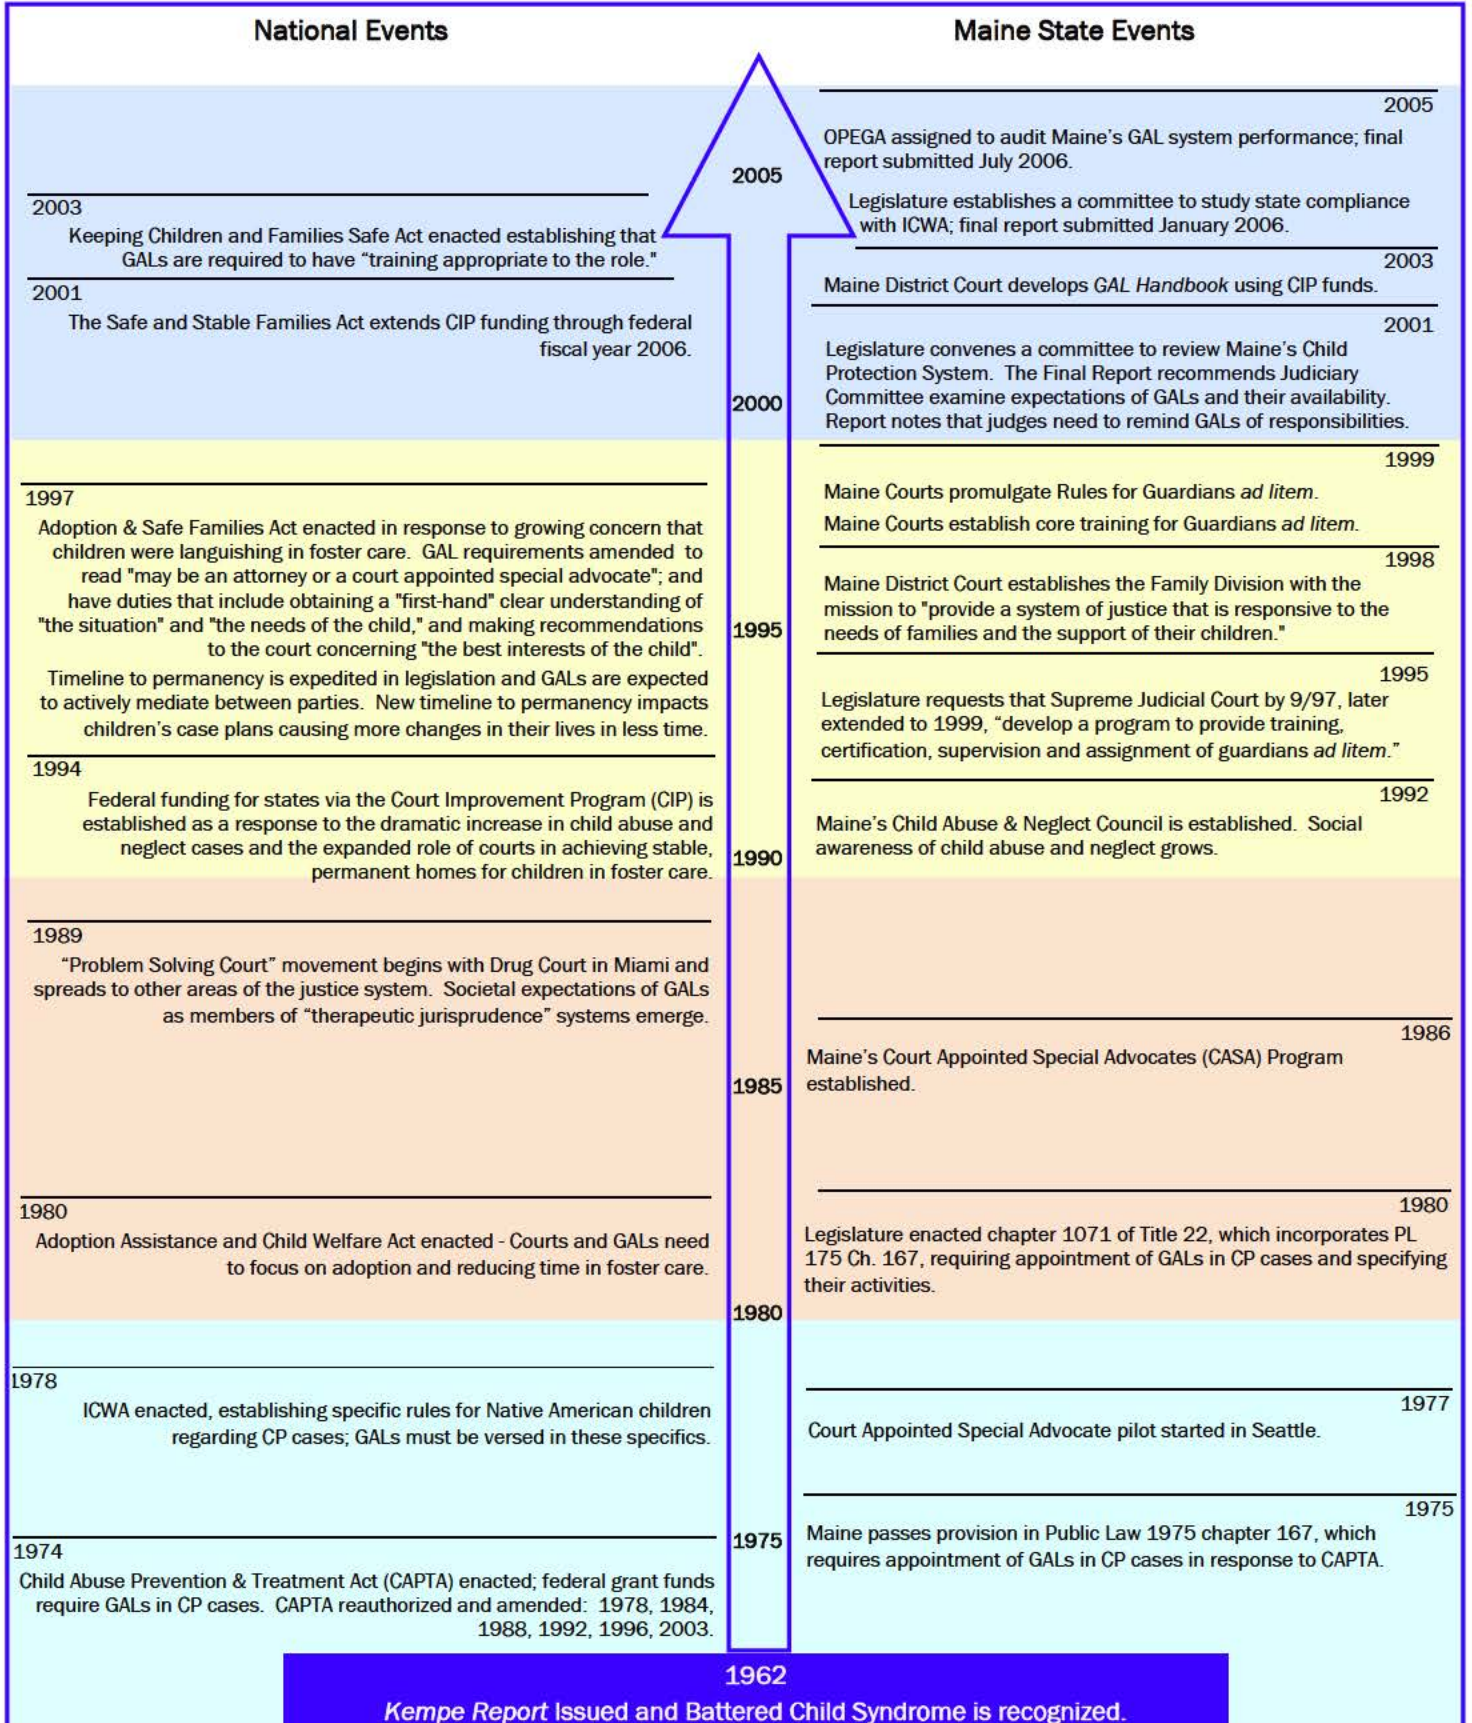 National Events
Maine State Events
2005
OPEGA assigned to audit Maine's GAL system performance; final
report submitted July 2006.
Legislature establishes a committee to study state compliance
with ICWA; final report submitted January 2006.
2003
Maine District Court develops GAL Handbook using CIP funds.
2001
Legislature convenes a committee to review Maine's Child
Protection System.  The Final Report recommends Judiciary
Committee examine expectations of GALs and their availability.
Report notes that judges need to remind GALs of responsibilities.
1999
Maine Courts promulgate Rules for Guardians ad litem.
Maine Courts establish core training for Guardians ad litem.
1998
Maine District Court establishes the Family Division with the
mission to "provide a system of justice that is responsive to the
needs of families and the support of their children."
1995
Legislature requests that Supreme Judicial Court by 9/97, later
extended to 1999, “develop a program to provide training,
certification, supervision and assignment of guardians ad litem.”
1992
Maine's Child Abuse & Neglect Council is established.  Social
awareness of child abuse and neglect grows.
1986
Maine's Court Appointed Special Advocates (CASA) Program
established.
1980
Legislature enacted chapter 1071 of Title 22, which incorporates PL
175 Ch. 167, requiring appointment of GALs in CP cases and specifying
their activities.
1977
Court Appointed Special Advocate pilot started in Seattle.
1975
Maine passes provision in Public Law 1975 chapter 167, which
requires appointment of GALs in CP cases in response to CAPTA.
2005
2000
1995
1990
1985
1980
1975
2003
Keeping Children and Families Safe Act enacted establishing that
GALs are required to have “training appropriate to the role."
2001
The Safe and Stable Families Act extends CIP funding through federal
fiscal year 2006.
1997
Adoption & Safe Families Act enacted in response to growing concern that
children were languishing in foster care.  GAL requirements amended  to
read "may be an attorney or a court appointed special advocate"; and
have duties that include obtaining a "first-hand" clear understanding of
"the situation" and "the needs of the child," and making recommendations
to the court concerning "the best interests of the child".
Timeline to permanency is expedited in legislation and GALs are expected
to actively mediate between parties.  New timeline to permanency impacts
children's case plans causing more changes in their lives in less time.
1994
Federal funding for states via the Court Improvement Program (CIP) is
established as a response to the dramatic increase in child abuse and
neglect cases and the expanded role of courts in achieving stable,
permanent homes for children in foster care.
1989
“Problem Solving Court” movement begins with Drug Court in Miami and
spreads to other areas of the justice system.  Societal expectations of GALs
as members of “therapeutic jurisprudence” systems emerge.
1980
Adoption Assistance and Child Welfare Act enacted - Courts and GALs need
to focus on adoption and reducing time in foster care.
1978
ICWA enacted, establishing specific rules for Native American children
regarding CP cases; GALs must be versed in these specifics.
1974
Child Abuse Prevention & Treatment Act (CAPTA) enacted; federal grant funds
require GALs in CP cases.  CAPTA reauthorized and amended:  1978, 1984,
1988, 1992, 1996, 2003.
1962
Kempe Report Issued and Battered Child Syndrome is recognized.